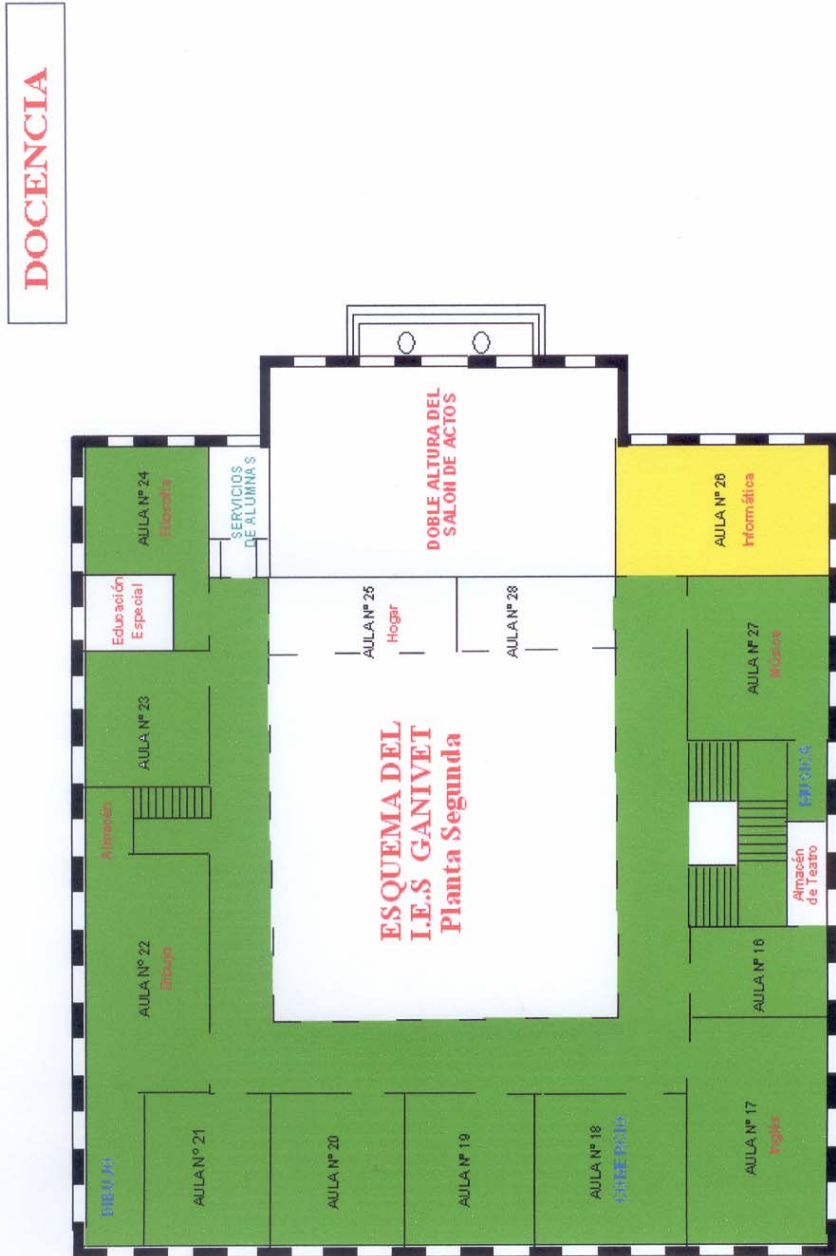 DOCENCIA
AULA Nº 24
Filosofía
SERVICIOS
DE ALUMNAS
DOBLE ALTURA DEL
SALON DE ACTOS
AULA Nº 26
Informática
Educación
Especial
AULA Nº 25
Hogar
AULA Nº 28
AULA Nº 27
Música
AULA Nº 23
Almacén
ESQUEMA DEL
I.E.S GANIVET
Planta Segunda
MUSICA
Almacén
de Teatro
AULA Nº 22
Dibujo
AULA Nº 16
DIBUJO
AULA Nº 21
AULA Nº 20
AULA Nº 19
AULA Nº 18
COMERCIO
AULA Nº 17
Inglés